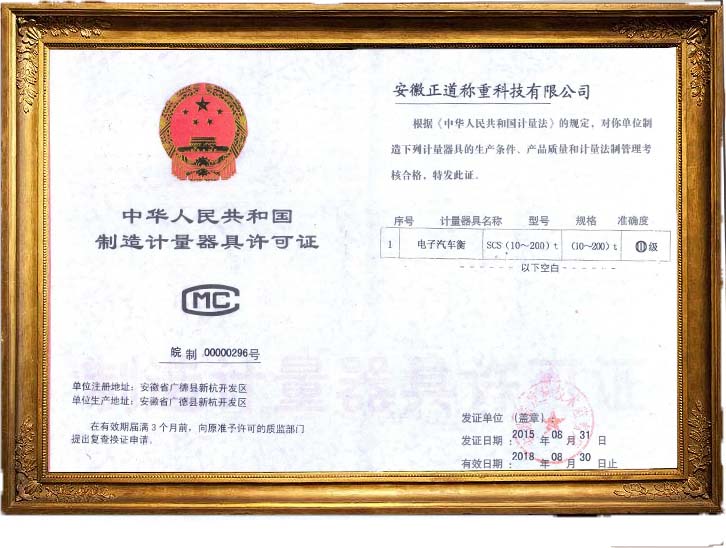 中华人民共和国
制造计量器具许可证
MC
皖 制 00000296号
单位注册地址：安徽省广德县新杭开发区
单位生产地址：安徽省广德县新杭开发区
在有效期届满3个月前，向原准予许可的质监部门
提出复查换证申请.
安徽正道称重科技有限公司
根据《中华人民共和国计量法》的规定，对你单位制
造下列计量器具的生产条件、产品质量和计量法制管理考
核合格，特发此证.
序号 计量器具名称 型号 规格 准确度
1 电子汽车衡 SCS (10～200) t (10～200) t Ⅲ级
以下空白
发证单位 (盖章)
发证日期：2015 年 08 月 31 日
有效日期：2018 年 08 月 30 日止